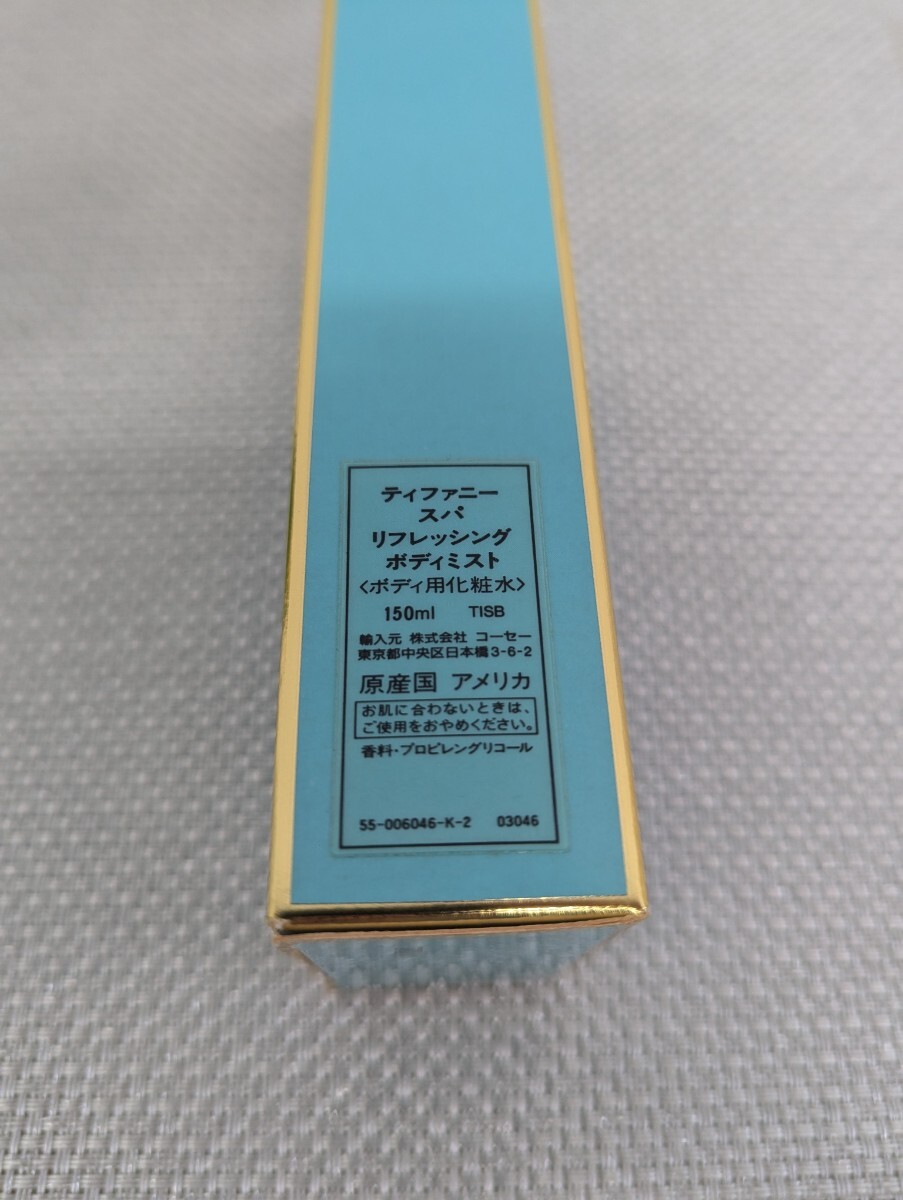 ティファニー
スパ
リフレッシング
ボディミスト
〈ボディ用化粧水〉
150ml TISB
輸入元 株式会社 コーセー
東京都中央区日本橋3-6-2
原産国 アメリカ
お肌に合わないときは、
ご使用をおやめください。
香料・プロピレングリコール
55-006046-K-2 03046